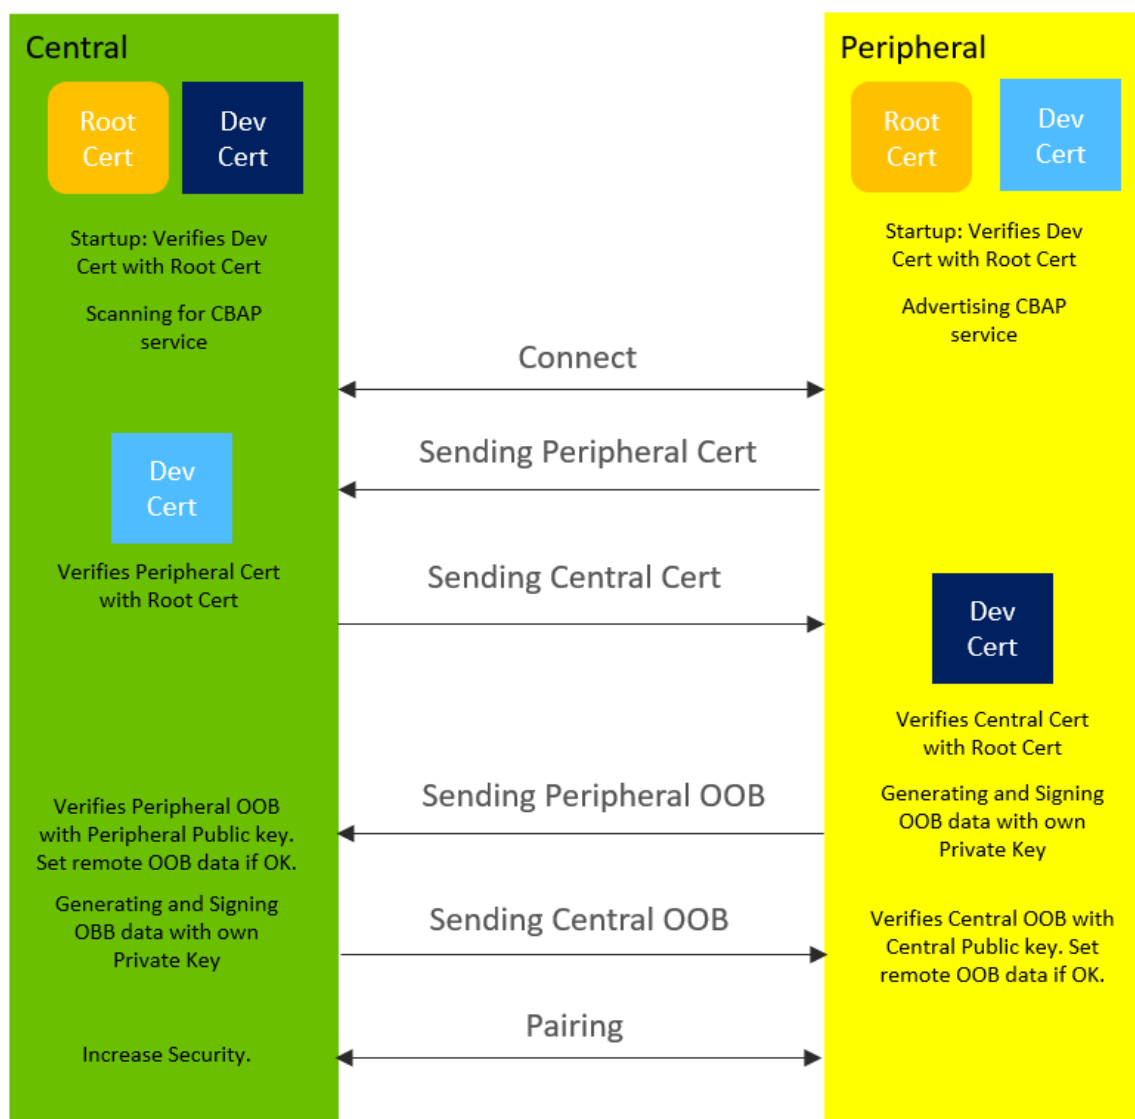 Central
Root
Cert
Dev
Cert
Startup: Verifies Dev
Cert with Root Cert
Scanning for CBAP
service
Peripheral
Root
Cert
Dev
Cert
Startup: Verifies Dev
Cert with Root Cert
Advertising CBAP
service
Connect
Sending Peripheral Cert
Dev
Cert
Verifies Peripheral Cert
with Root Cert
Sending Central Cert
Dev
Cert
Verifies Central Cert
with Root Cert
Generating and Signing
OOB data with own
Private Key
Sending Peripheral OOB
Verifies Peripheral OOB
with Peripheral Public key.
Set remote OOB data if OK.
Generating and Signing
OBB data with own
Private Key
Sending Central OOB
Verifies Central OOB with
Central Public key. Set
remote OOB data if OK.
Pairing
Increase Security.